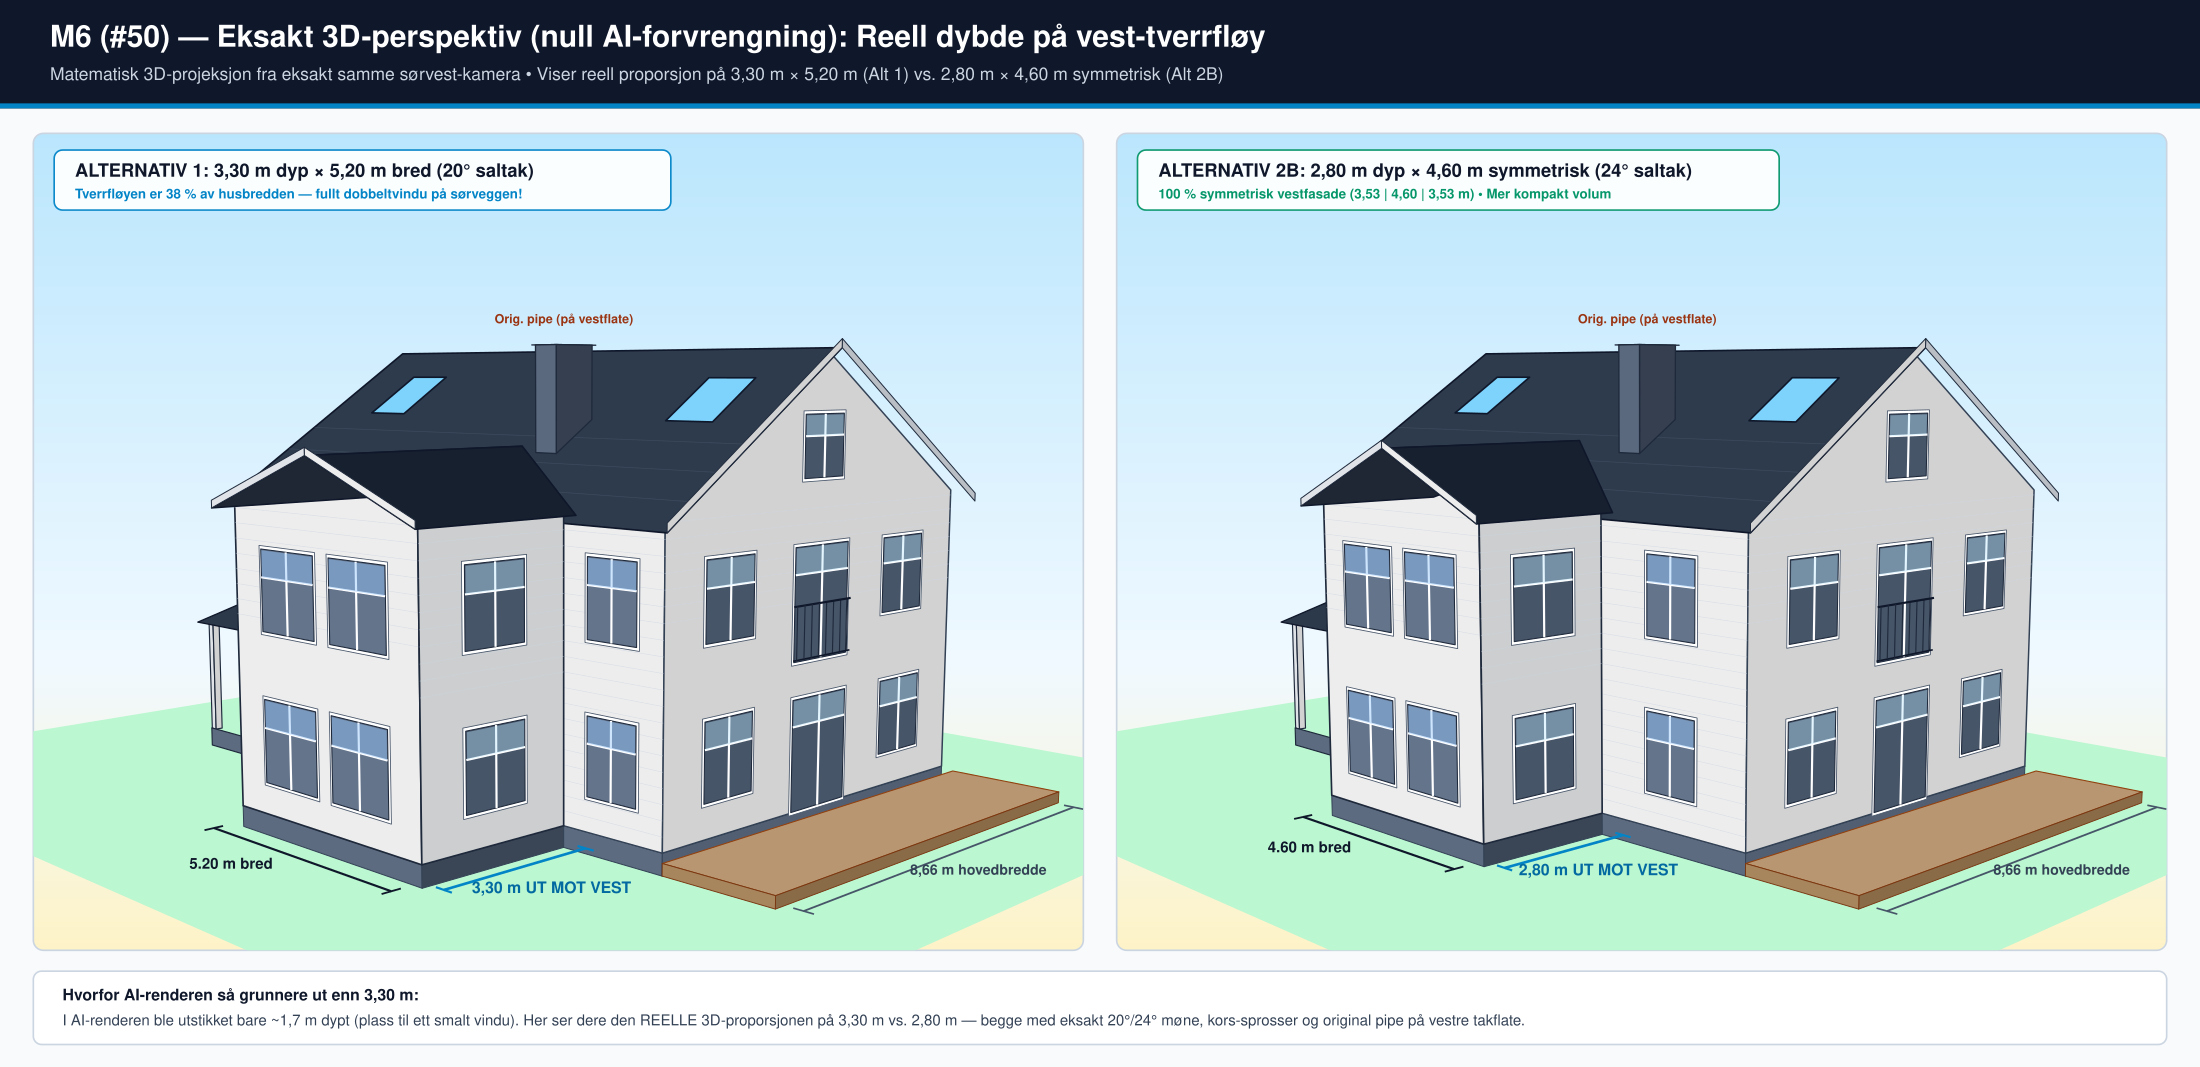 M6 (#50) — Eksakt 3D-perspektiv (null AI-forvrengning): Reell dybde på vest-tverrfløy
Matematisk 3D-projeksjon fra eksakt samme sørvest-kamera • Viser reell proporsjon på 3,30 m × 5,20 m (Alt 1) vs. 2,80 m × 4,60 m symmetrisk (Alt 2B)
ALTERNATIV 1: 3,30 m dyp × 5,20 m bred (20° saltak)
Tverrfløyen er 38 % av husbredden — fullt dobbeltvindu på sørveggen!
Orig. pipe (på vestflate)
5.20 m bred
3,30 m UT MOT VEST
8,66 m hovedbredde
ALTERNATIV 2B: 2,80 m dyp × 4,60 m symmetrisk (24° saltak)
100 % symmetrisk vestfasade (3,53 | 4,60 | 3,53 m) • Mer kompakt volum
Orig. pipe (på vestflate)
4.60 m bred
2,80 m UT MOT VEST
8,66 m hovedbredde
Hvorfor AI-renderen så grunnere ut enn 3,30 m:
I AI-renderen ble utstikket bare ~1,7 m dypt (plass til ett smalt vindu). Her ser dere den REELLE 3D-proporsjonen på 3,30 m vs. 2,80 m — begge med eksakt 20°/24° møne, kors-sprosser og original pipe på vestre takflate.